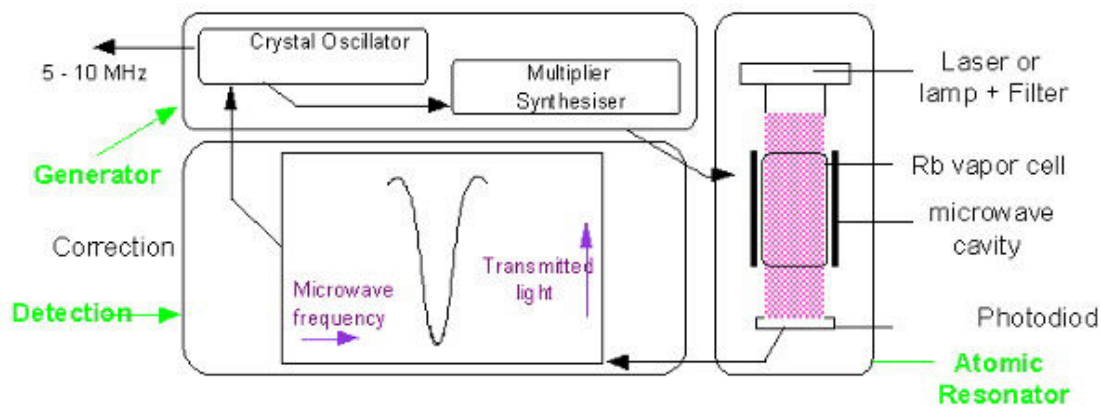 Crystal Oscillator
5 - 10 MHz
Multiplier
Synthesiser
Generator
Laser or
lamp + Filter
Rb vapor cell
microwave
cavity
Correction
Detection
Microwave
frequency
Transmitted
light
Photodiod
Atomic
Resonator